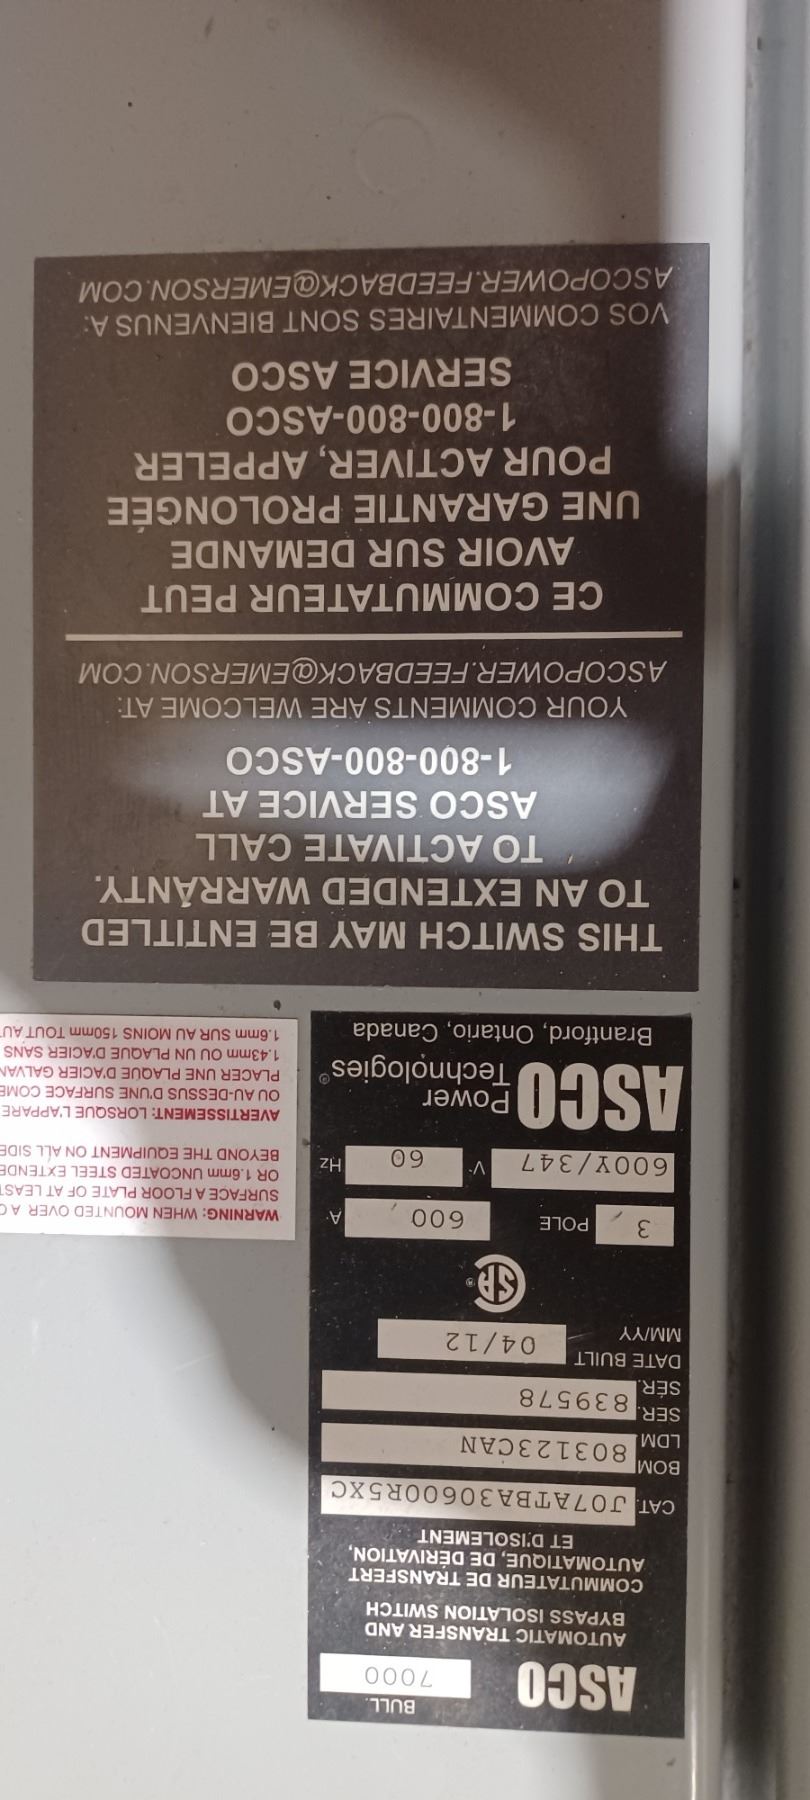 ASCO
BULL.
7000
AUTOMATIC TRANSFER AND
BYPASS ISOLATION SWITCH
COMMUTATEUR DE TRANSFERT
AUTOMATIQUE, DE DÉRIVATION,
ET D'ISOLEMENT
CAT. J07ATBA30600R5XC
BOM
LDM 803123CAN
SER.
SÉR. 839578
DATE BUILT
MM/YY 04/12
SA ®
3 POLE 600 A
600Y/347 V 60 Hz
ASCO Power
Technologies®
Brantford, Ontario, Canada
WARNING: WHEN MOUNTED OVER A
SURFACE A FLOOR PLATE OF AT LEAST
OR 1.6mm UNCOATED STEEL
BEYOND THE EQUIPMENT ON ALL
AVERTISSEMENT: LORSQUE
OU AU-DESSUS D'UNE SURFACE
PLACER UNE PLAQUE D'ACIER
1.43mm OU UN PLAQUE D'ACIER SANS
1.6mm SUR AU MOINS 150mm TOUT
THIS SWITCH MAY BE ENTITLED
TO AN EXTENDED WARRANTY.
TO ACTIVATE CALL
ASCO SERVICE AT
1-800-800-ASCO
YOUR COMMENTS ARE WELCOME AT:
ASCOPOWER.FEEDBACK@EMERSON.COM
CE COMMUTATEUR PEUT
AVOIR SUR DEMANDE
UNE GARANTIE PROLONGÉE
POUR ACTIVER, APPELER
1-800-800-ASCO
SERVICE ASCO
VOS COMMENTAIRES SONT BIENVENUS A:
ASCOPOWER.FEEDBACK@EMERSON.COM